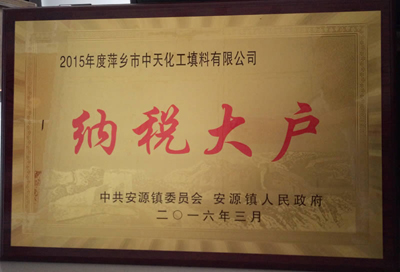 2015年度萍乡市中天化工填料有限公司
纳税大户
中共安源镇委员会 安源镇人民政府
二〇一六年三月